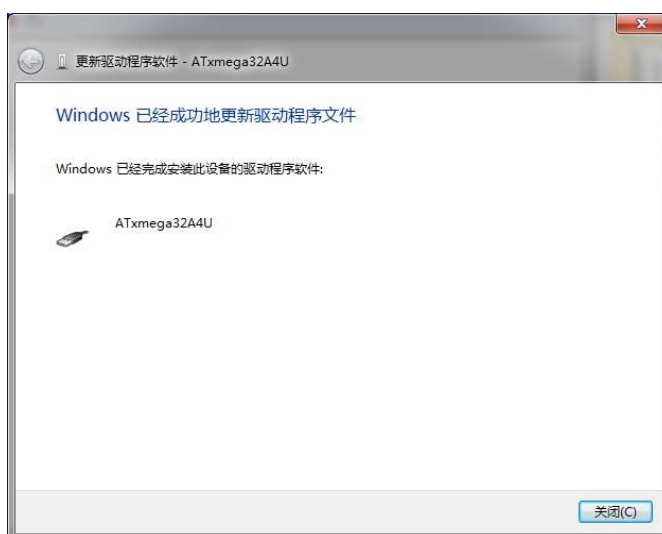 更新驱动程序软件 - ATxmega32A4U
Windows 已经成功地更新驱动程序文件
Windows 已经完成安装此设备的驱动程序软件:
ATxmega32A4U
关闭(C)